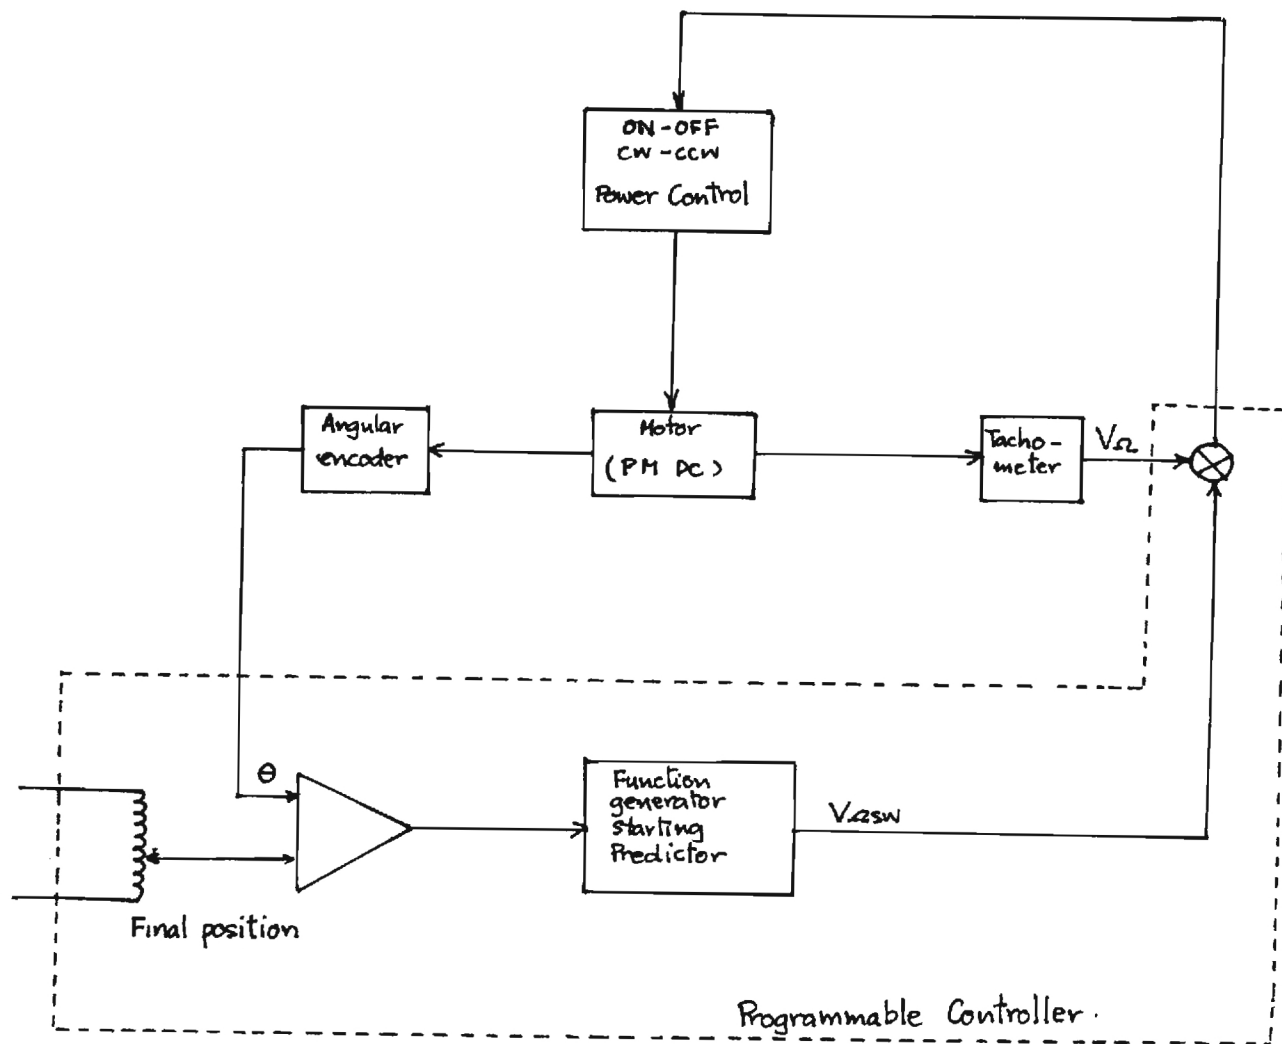 ON-OFF
CW-CCW
Power Control
Angular
encoder
Motor
(PM DC)
Tacho-
meter
VΩ
θ
Function
generator
starting
Predictor
VΩsw
Final position
Programmable Controller.